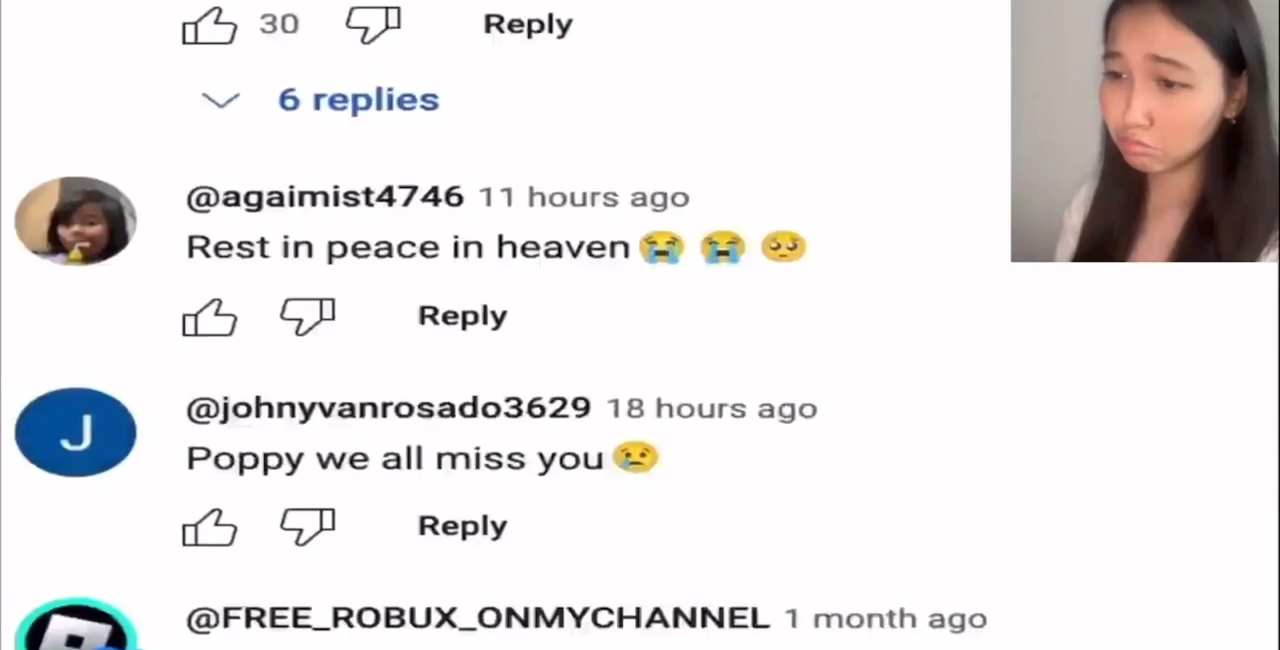 30 Reply
6 replies
@agaimist4746 11 hours ago
Rest in peace in heaven😭😭🥺
Reply
J
@johnyvanrosado3629 18 hours ago
Poppy we all miss you😢
Reply
@FREE_ROBUX_ONMYCHANNEL 1 month ago